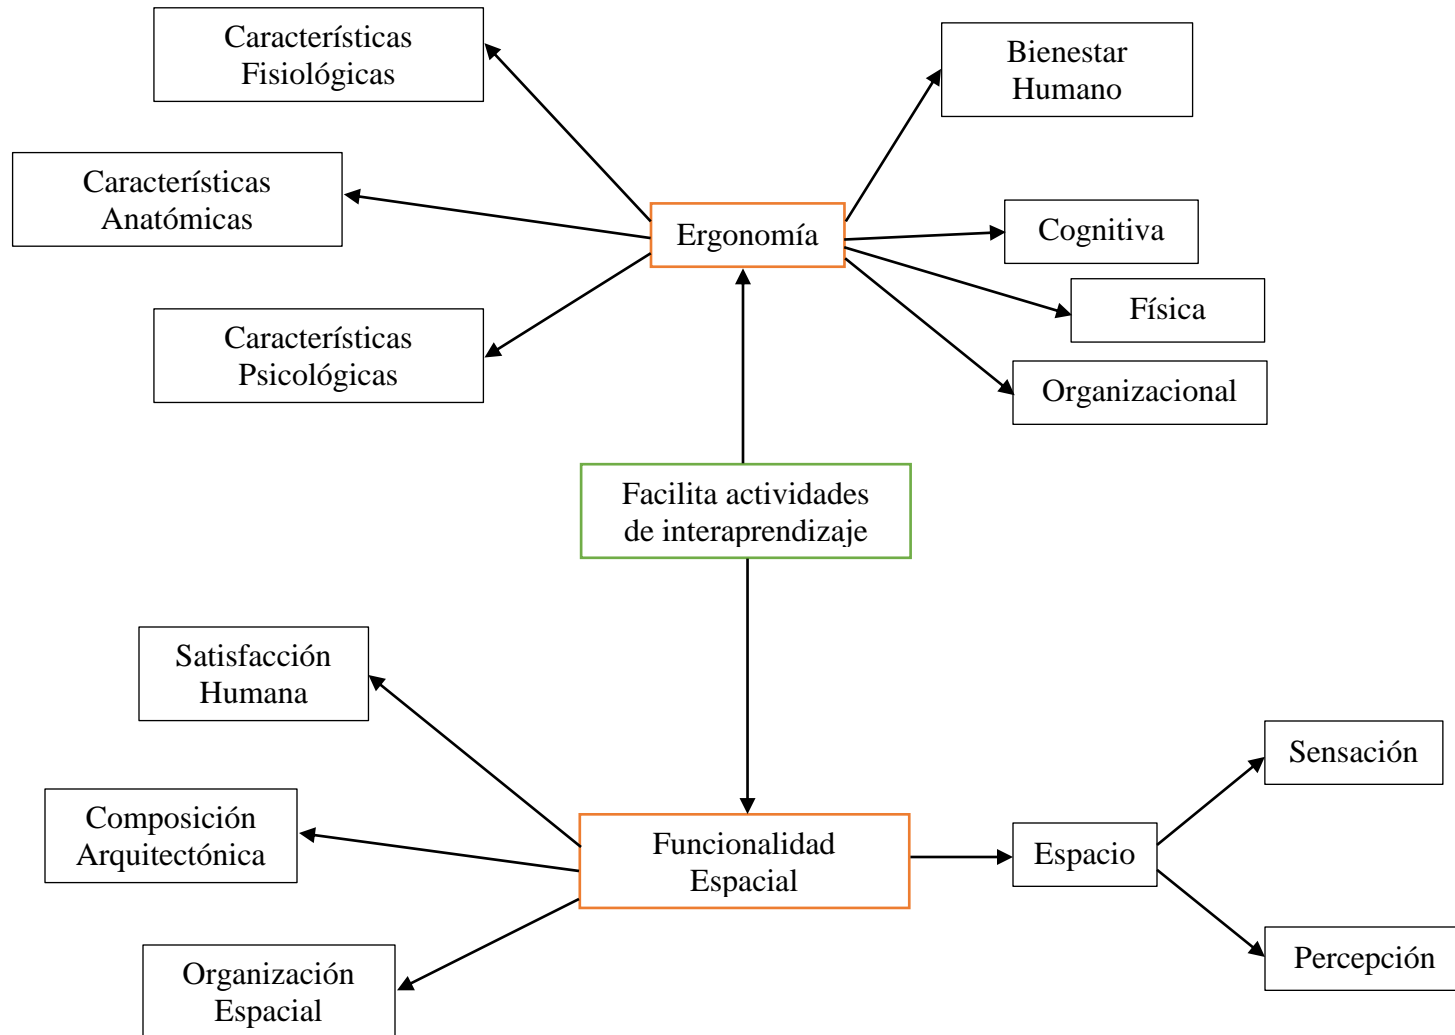 Características
Fisiológicas
Bienestar
Humano
Características
Anatómicas
Ergonomía
Cognitiva
Física
Características
Psicológicas
Organizacional
Facilita actividades
de interaprendizaje
Satisfacción
Humana
Sensación
Composición
Arquitectónica
Funcionalidad
Espacial
Espacio
Organización
Espacial
Percepción